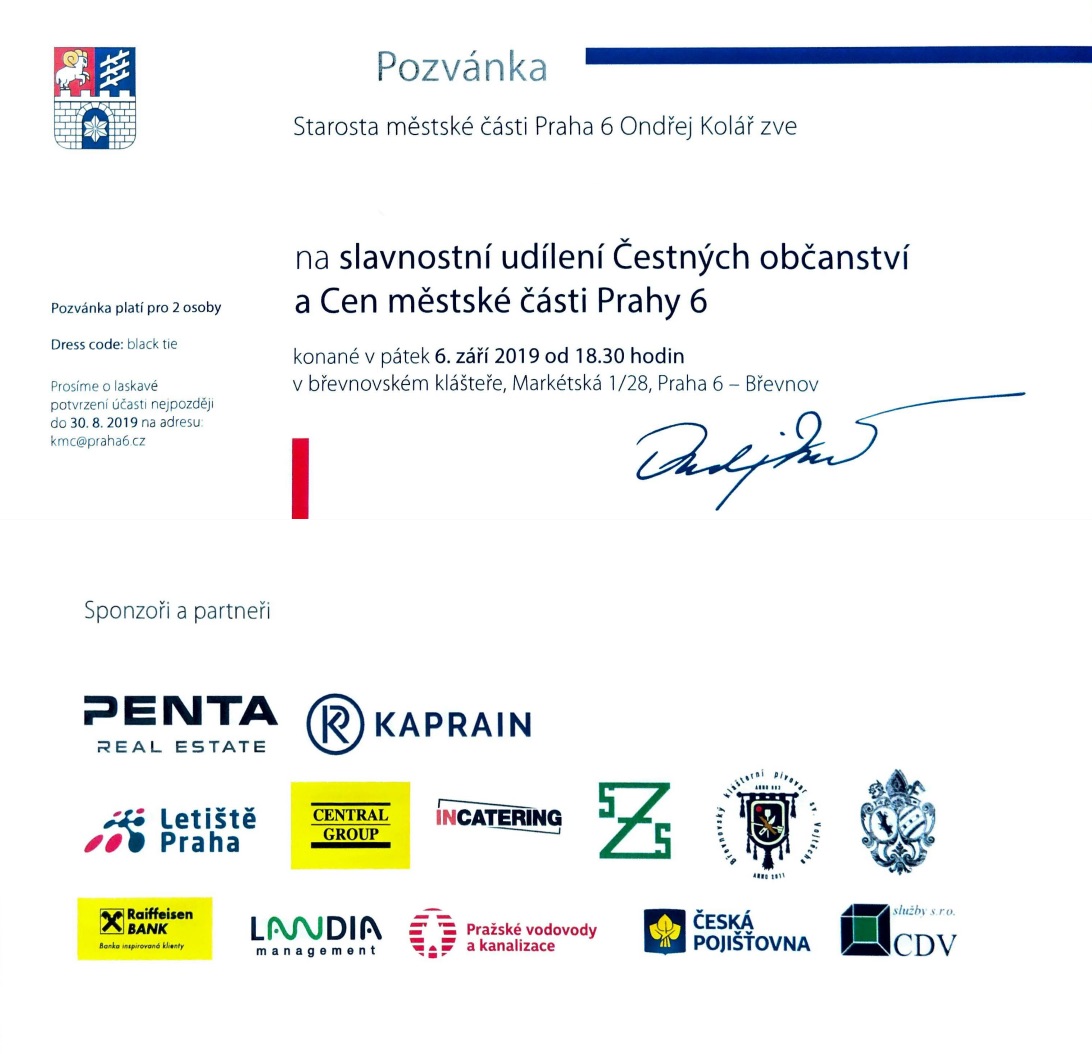 Pozvánka
Starosta městské části Praha 6 Ondřej Kolář zve
na slavnostní udílení Čestných občanství
a Cen městské části Prahy 6
konané v pátek 6. září 2019 od 18.30 hodin
v břevnovském klášteře, Markétská 1/28, Praha 6 – Břevnov
Pozvánka platí pro 2 osoby
Dress code: black tie
Prosíme o laskavé
potvrzení účasti nejpozději
do 30. 8. 2019 na adresu:
kmc@praha6.cz
Sponzoři a partneři
PENTA
REAL ESTATE
KAPRAIN
Letiště
Praha
CENTRAL
GROUP
INCATERING
SZS
Břevnovský klášterní pivovar sv. Vojtěcha
ANNO 993
ANNO 2011
Raiffeisen
BANK
Banka inspirovaná klienty
LANDIA
management
Pražské vodovody
a kanalizace
ČESKÁ
POJIŠŤOVNA
služby s.r.o.
CDV